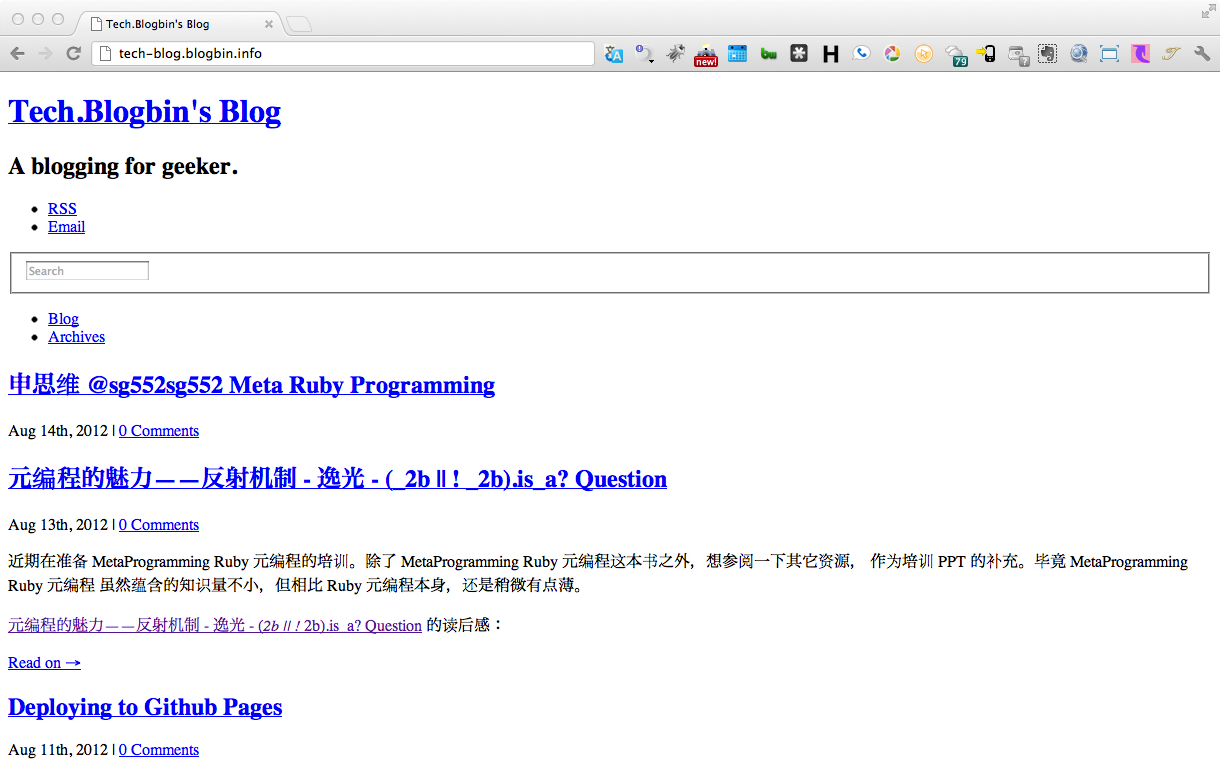 Tech.Blogbin's Blog
tech-blog.blogbin.info
new!
bw
H
79
?
Tech.Blogbin's Blog
A blogging for geeker.
RSS
Email
Search
Blog
Archives
申思维 @sg552sg552 Meta Ruby Programming
Aug 14th, 2012 | 0 Comments
元编程的魅力——反射机制 - 逸光 - (_2b || ! _2b).is_a? Question
Aug 13th, 2012 | 0 Comments
近期在准备 MetaProgramming Ruby 元编程的培训。除了 MetaProgramming Ruby 元编程这本书之外，想参阅一下其它资源， 作为培训 PPT 的补充。毕竟 MetaProgramming
Ruby 元编程 虽然蕴含的知识量不小，但相比 Ruby 元编程本身，还是稍微有点薄。
元编程的魅力——反射机制 - 逸光 - (2b || ! 2b).is_a? Question 的读后感：
Read on →
Deploying to Github Pages
Aug 11th, 2012 | 0 Comments